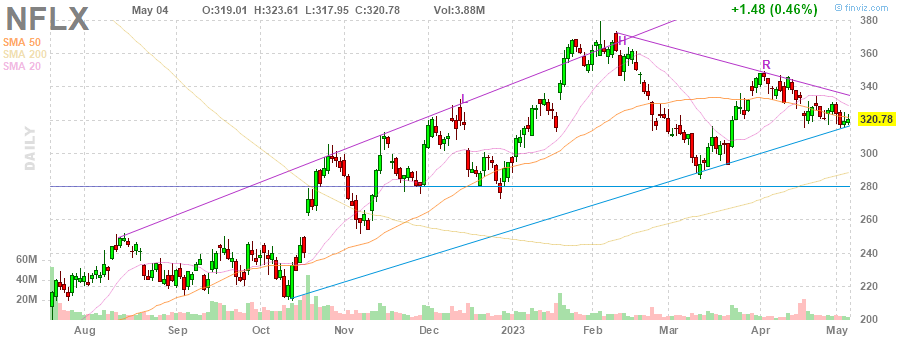 NFLX May 04 O:319.01 H:323.61 L:317.95 C:320.78 Vol:3.88M +1.48 (0.46%) © finviz.com
SMA 50
SMA 200
SMA 20
DAILY
380
360
340
320.78
300
280
260
240
220
200
60M
40M
20M
L
H
R
Aug Sep Oct Nov Dec 2023 Feb Mar Apr May